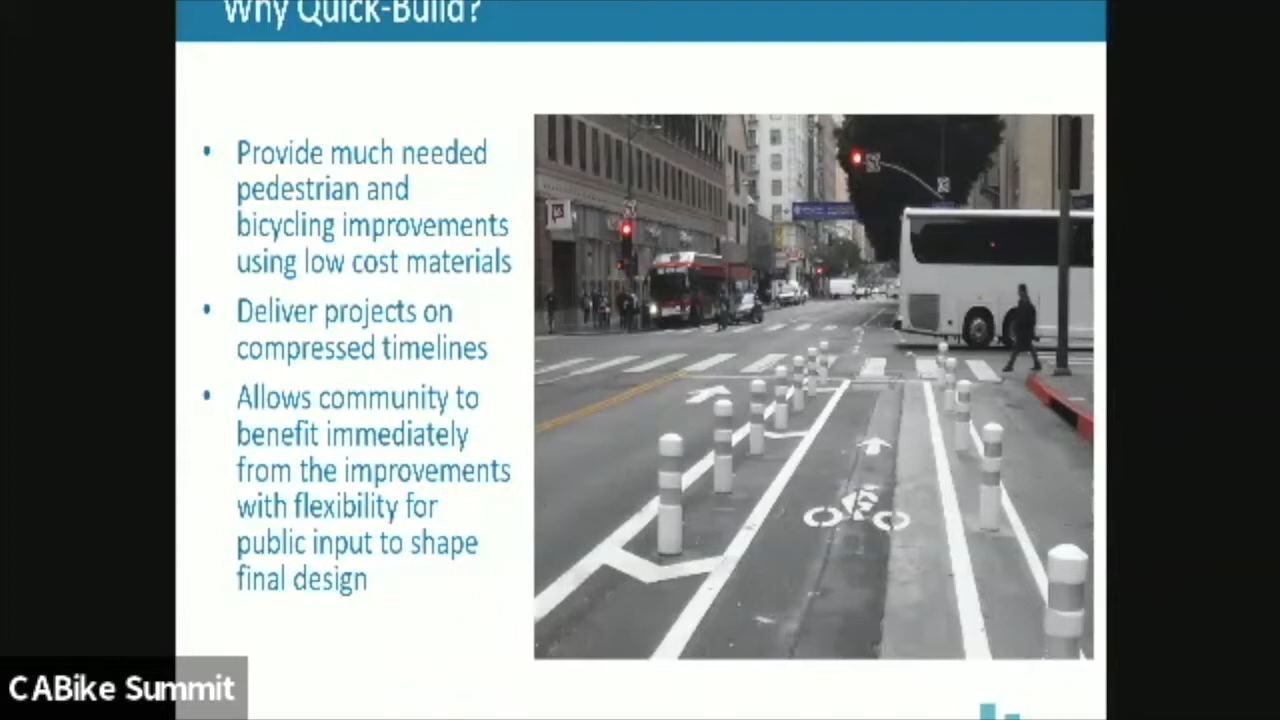 Why Quick-Build?
• Provide much needed
pedestrian and
bicycling improvements
using low cost materials
• Deliver projects on
compressed timelines
• Allows community to
benefit immediately
from the improvements
with flexibility for
public input to shape
final design
CABike Summit